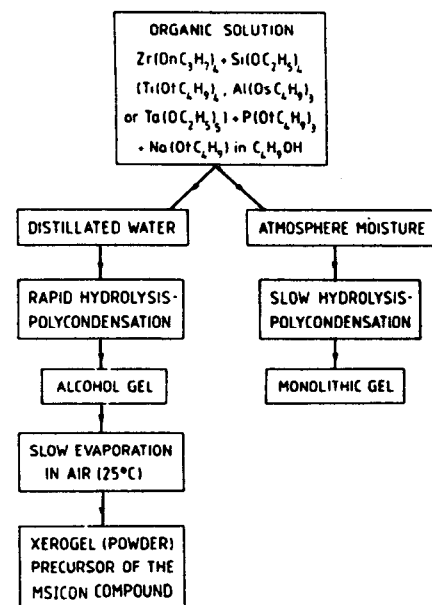 ORGANIC SOLUTION
Zr(OnC₃H₇)₄ + Si(OC₂H₅)₄
(Ti(OtC₄H₉)₄, Al(OsC₄H₉)₃
or Ta(OC₂H₅)₅) + P(OtC₄H₉)₃
+ Na(OtC₄H₉) in C₄H₉OH
DISTILLATED WATER
ATMOSPHERE MOISTURE
RAPID HYDROLYSIS-
POLYCONDENSATION
SLOW HYDROLYSIS-
POLYCONDENSATION
ALCOHOL GEL
MONOLITHIC GEL
SLOW EVAPORATION
IN AIR (25°C)
XEROGEL (POWDER)
PRECURSOR OF THE
MSICON COMPOUND